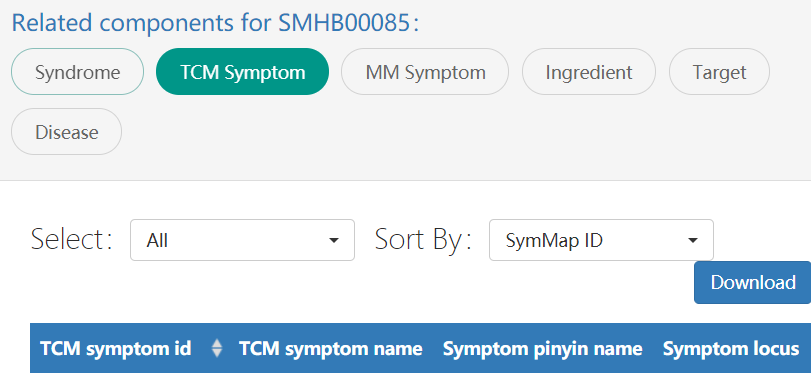 Related components for SMHB00085:
Syndrome TCM Symptom MM Symptom Ingredient Target
Disease
Select: All Sort By: SymMap ID
Download
TCM symptom id TCM symptom name Symptom pinyin name Symptom locus